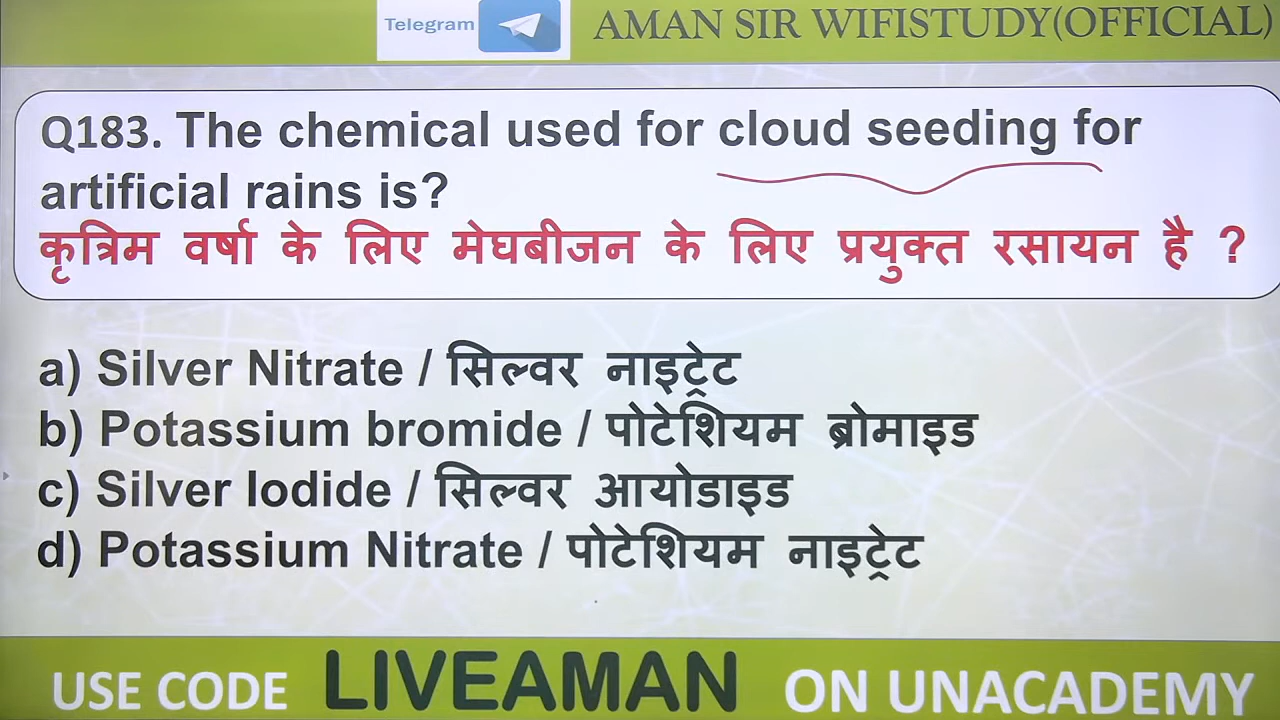 Telegram
AMAN SIR WIFISTUDY(OFFICIAL)
Q183. The chemical used for cloud seeding for
artificial rains is?
कृत्रिम वर्षा के लिए मेघबीजन के लिए प्रयुक्त रसायन है ?
a) Silver Nitrate / सिल्वर नाइट्रेट
b) Potassium bromide / पोटेशियम ब्रोमाइड
c) Silver Iodide / सिल्वर आयोडाइड
d) Potassium Nitrate / पोटेशियम नाइट्रेट
USE CODE LIVEAMAN ON UNACADEMY